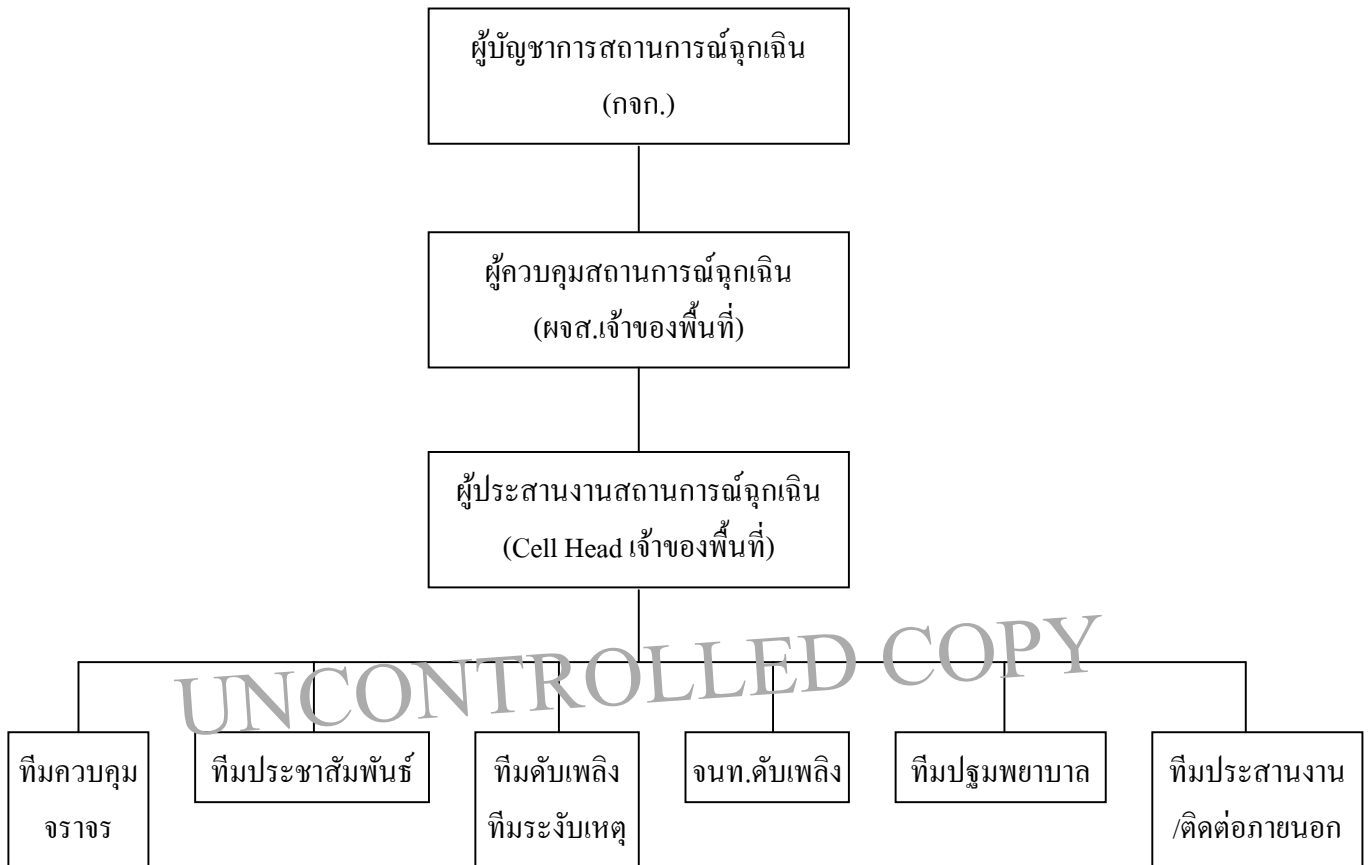 ผู้บัญชาการสถานการณ์ฉุกเฉิน
(กจก.)
ผู้ควบคุมสถานการณ์ฉุกเฉิน
(ผจส.เจ้าของพื้นที่)
ผู้ประสานงานสถานการณ์ฉุกเฉิน
(Cell Head เจ้าของพื้นที่)
UNCONTROLLED COPY
ทีมควบคุม
จราจร
ทีมประชาสัมพันธ์
ทีมดับเพลิง
ทีมระงับเหตุ
จนท.ดับเพลิง
ทีมปฐมพยาบาล
ทีมประสานงาน
/ติดต่อภายนอก